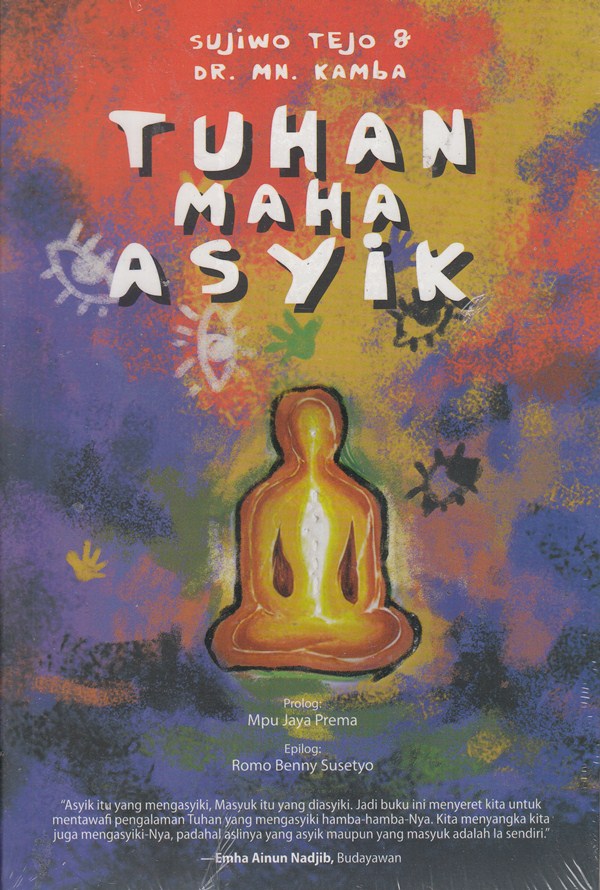 SUJIWO TEJO &
DR. MN. KAMBA
TUHAN
MAHA
ASYIK
Prolog:
Mpu Jaya Prema
Epilog:
Romo Benny Susetyo
“Asyik itu yang mengasyiki, Masyuk itu yang diasyiki. Jadi buku ini menyeret kita untuk
mentawafi pengalaman Tuhan yang mengasyiki hamba-hamba-Nya. Kita menyangka kita
juga mengasyiki-Nya, padahal aslinya yang asyik maupun yang masyuk adalah Ia sendiri.”
—Emha Ainun Nadjib, Budayawan